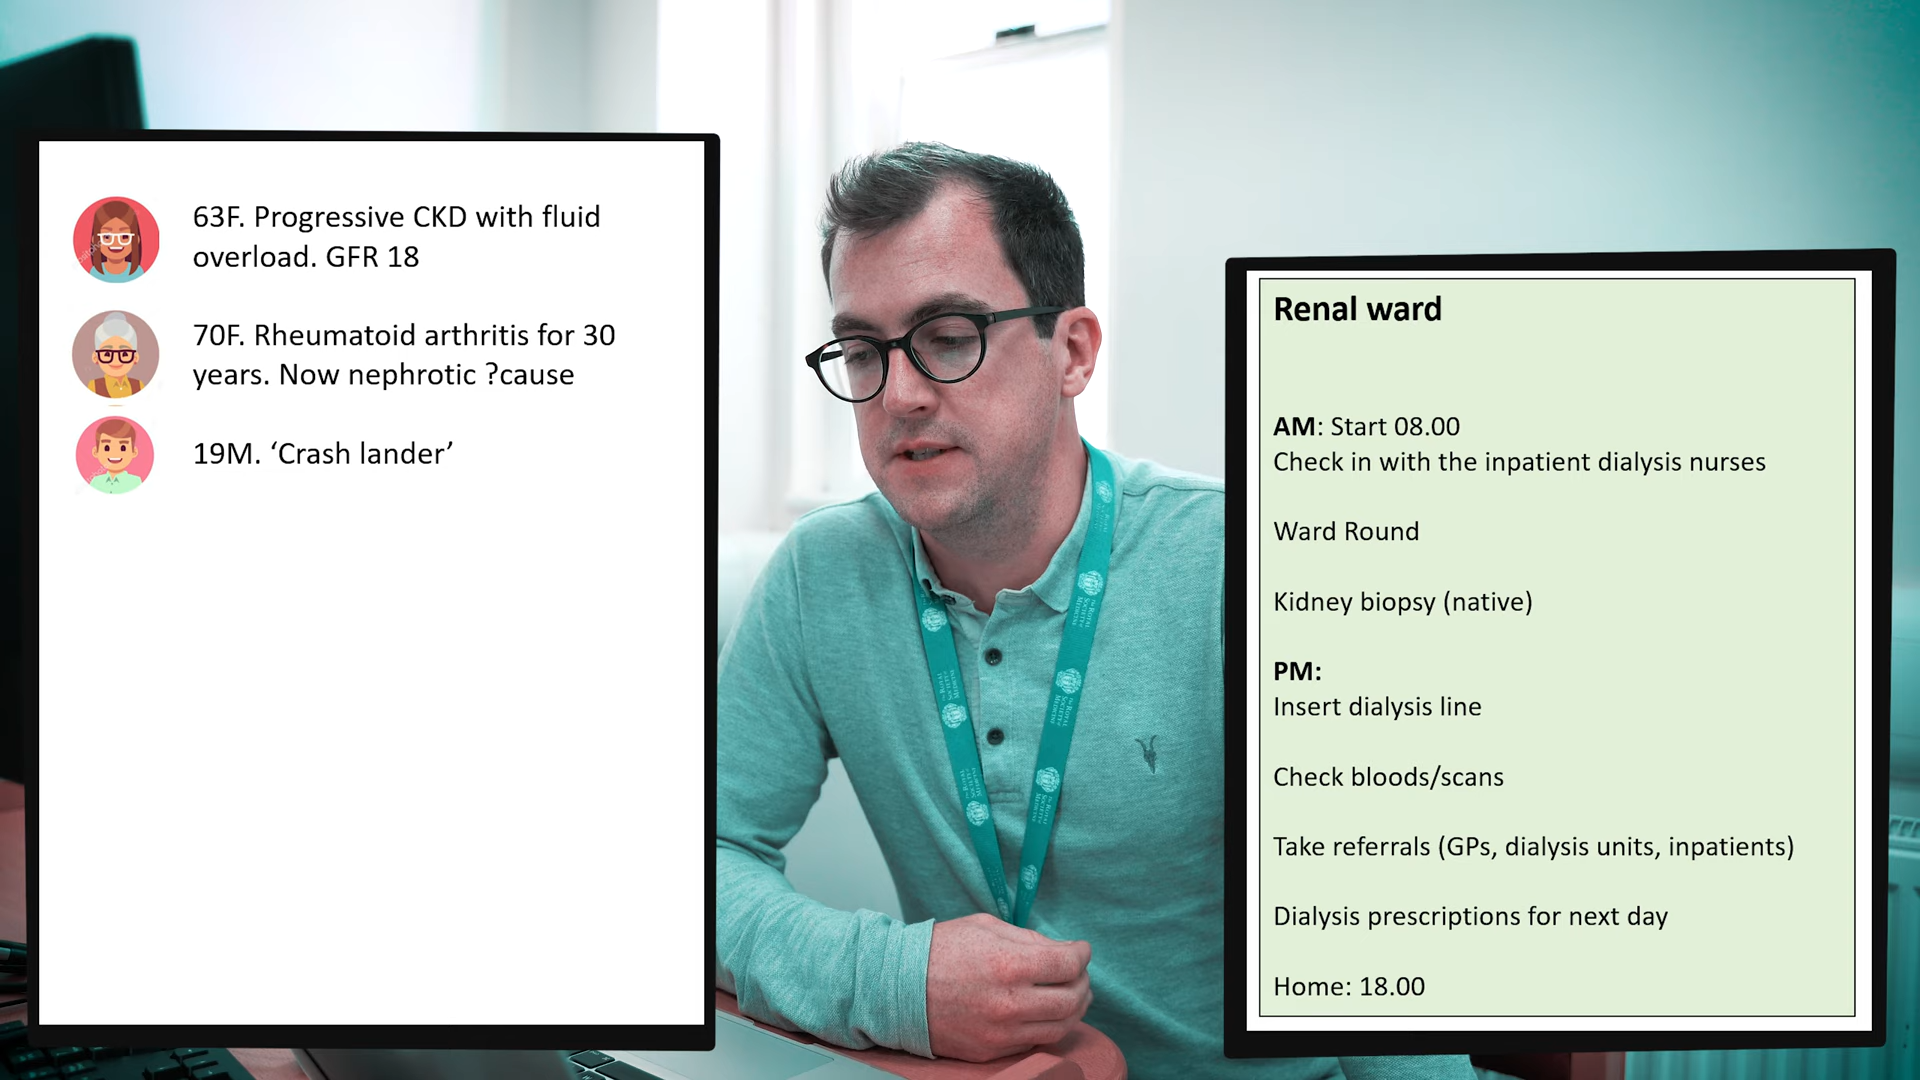 63F. Progressive CKD with fluid
overload. GFR 18
70F. Rheumatoid arthritis for 30
years. Now nephrotic ?cause
19M. ‘Crash lander’
Renal ward
AM: Start 08.00
Check in with the inpatient dialysis nurses
Ward Round
Kidney biopsy (native)
PM:
Insert dialysis line
Check bloods/scans
Take referrals (GPs, dialysis units, inpatients)
Dialysis prescriptions for next day
Home: 18.00